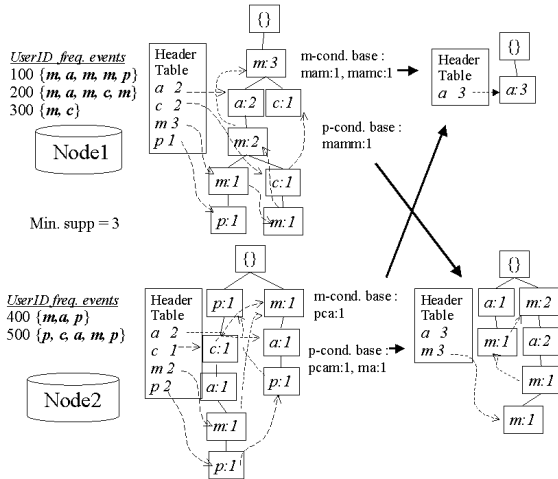 UserID freq. events
100 {m, a, m, m, p}
200 {m, a, m, c, m}
300 {m, c}
Node1
Min. supp = 3
Header
Table
a 2
c 2
m 3
p 1
{}
m:3
a:2
c:1
m:2
m:1
c:1
p:1
m:1
m-cond. base :
mam:1, mamc:1
p-cond. base :
mamm:1
Header
Table
a 3
{}
a:3
UserID freq. events
400 {m,a, p}
500 {p, c, a, m, p}
Node2
Header
Table
a 2
c 1
m 2
p 2
{}
p:1
m:1
c:1
a:1
a:1
p:1
m:1
p:1
m-cond. base :
pca:1
p-cond. base :
pcam:1, ma:1
Header
Table
a 3
m 3
{}
a:1
m:2
m:1
a:2
m:1
m:1